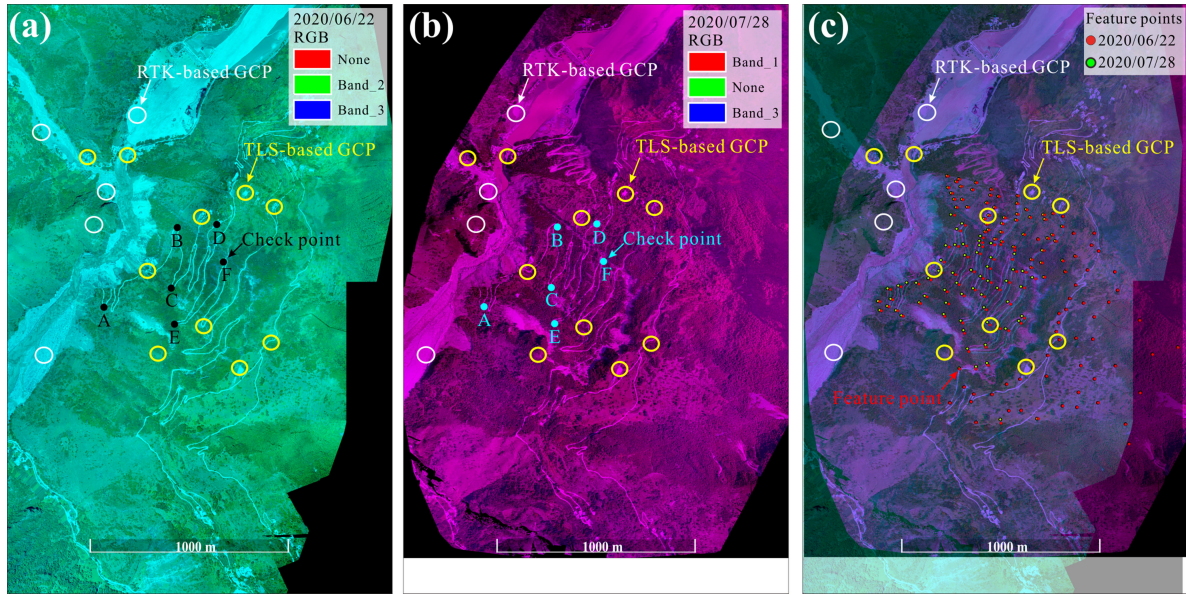 (a)
2020/06/22
RGB
None
Band_2
Band_3
RTK-based GCP
TLS-based GCP
B
D
Check point
F
C
A
E
1000 m
(b)
2020/07/28
RGB
Band_1
None
Band_3
RTK-based GCP
TLS-based GCP
B
D
Check point
F
C
A
E
1000 m
(c)
Feature points
2020/06/22
2020/07/28
RTK-based GCP
TLS-based GCP
Feature point
1000 m